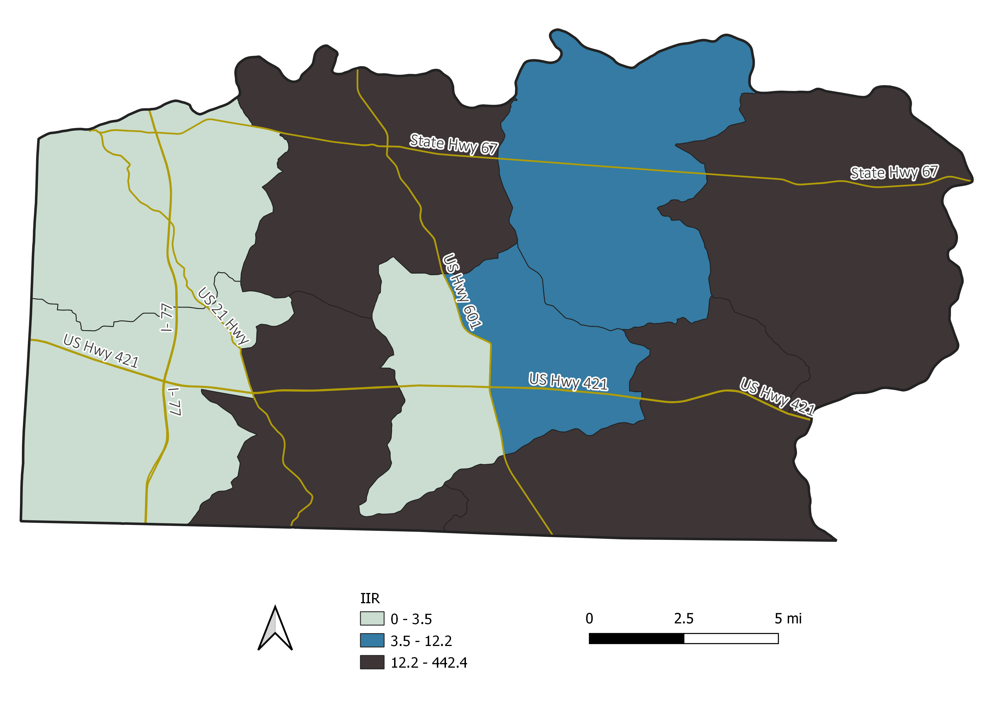 State Hwy 67
State Hwy 67
US Hwy 601
US 21 Hwy
I - 77
US Hwy 421
US Hwy 421
US Hwy 421
I - 77
IIR
0 - 3.5
3.5 - 12.2
12.2 - 442.4
0 2.5 5 mi